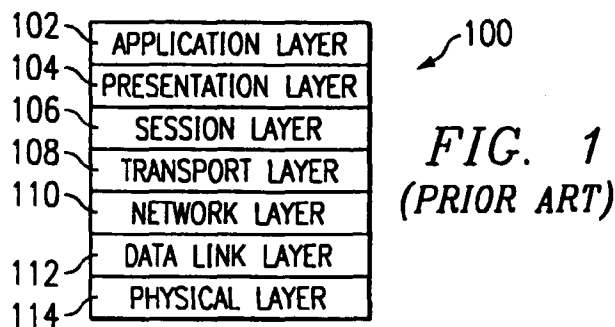 102 APPLICATION LAYER 100
104 PRESENTATION LAYER
106 SESSION LAYER
108 TRANSPORT LAYER
110 NETWORK LAYER
112 DATA LINK LAYER
114 PHYSICAL LAYER
FIG. 1
(PRIOR ART)